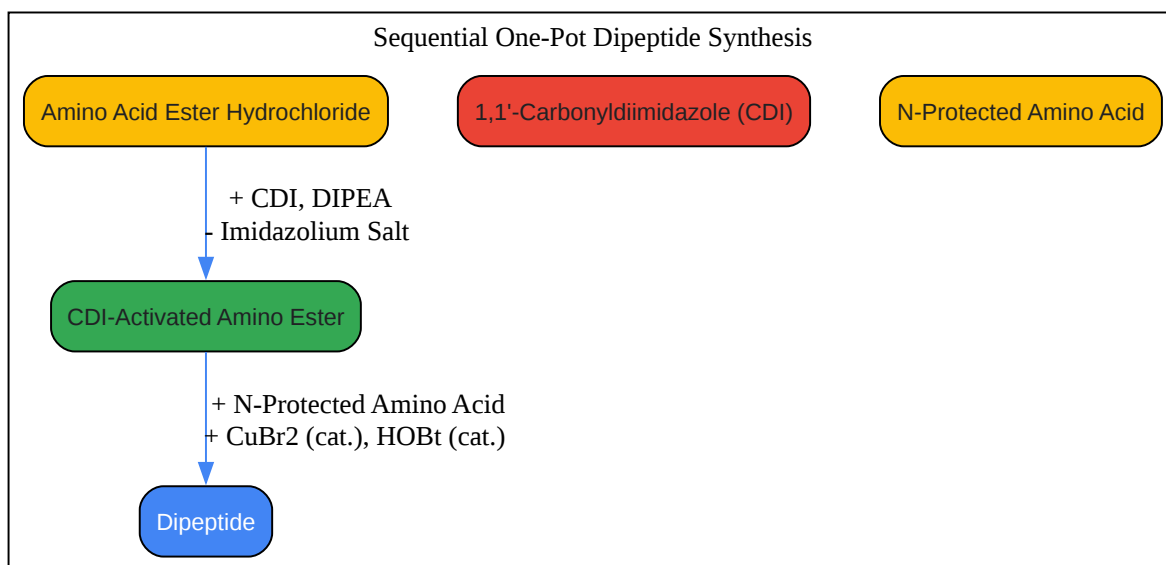 Sequential One-Pot Dipeptide Synthesis
Amino Acid Ester Hydrochloride
1,1'-Carbonyldiimidazole (CDI)
N-Protected Amino Acid
+ CDI, DIPEA
- Imidazolium Salt
CDI-Activated Amino Ester
+ N-Protected Amino Acid
+ CuBr2 (cat.), HOBt (cat.)
Dipeptide